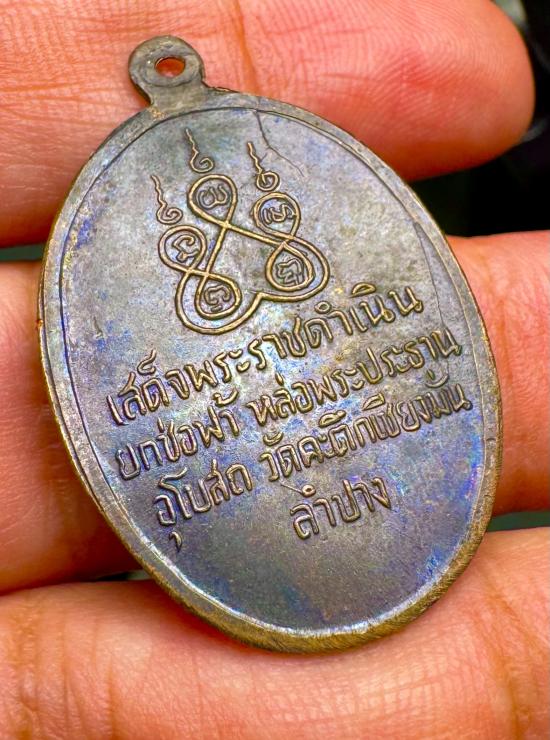 เสด็จพระราชดำเนิน
ยกช่อฟ้า หล่อพระประธาน
อุโบสถ วัดคะตึกเชียงมั่น
ลำปาง